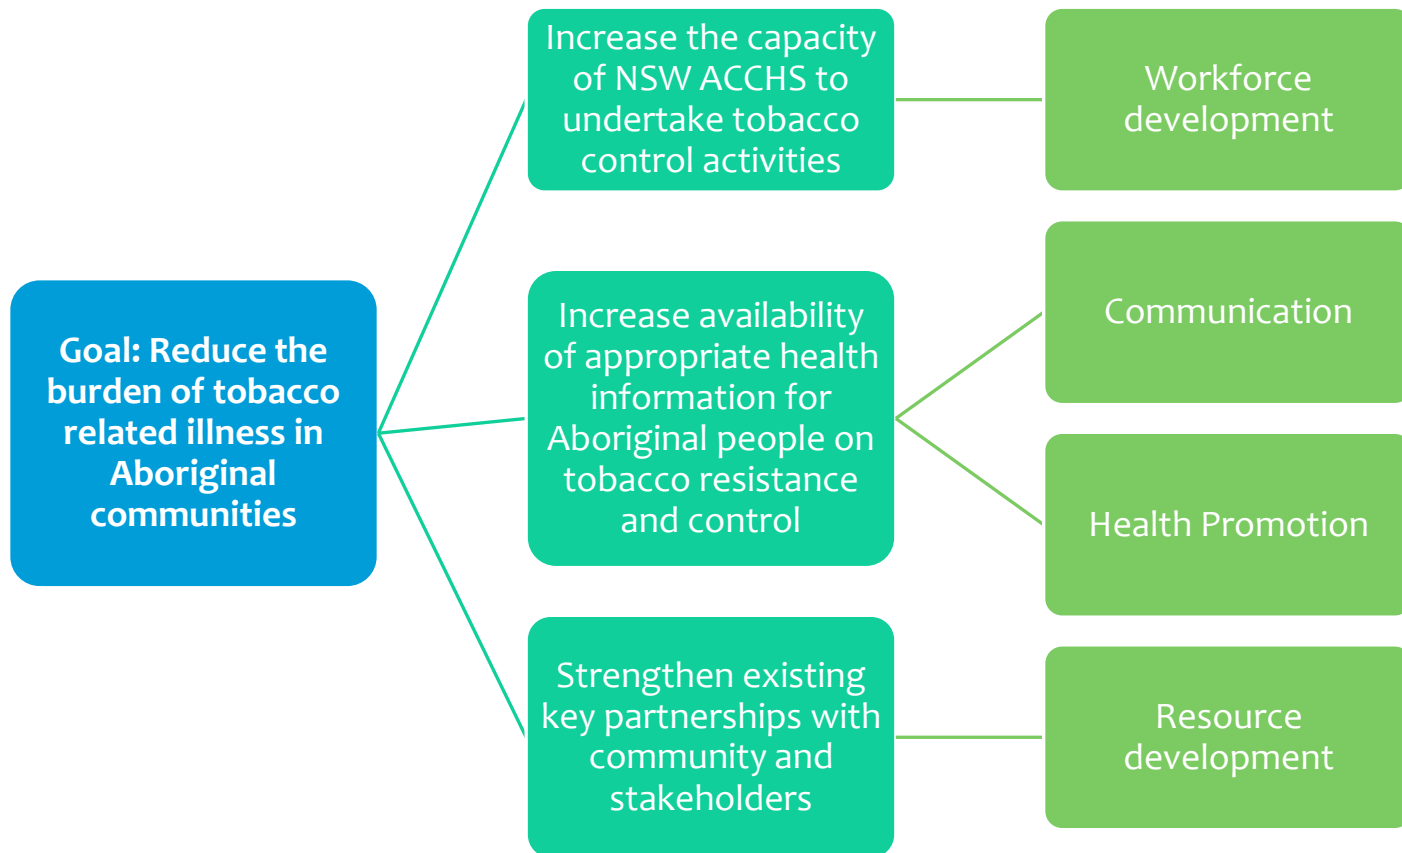 Goal: Reduce the
burden of tobacco
related illness in
Aboriginal
communities
Increase the capacity
of NSW ACCHS to
undertake tobacco
control activities
Workforce
development
Increase availability
of appropriate health
information for
Aboriginal people on
tobacco resistance
and control
Communication
Health Promotion
Strengthen existing
key partnerships with
community and
stakeholders
Resource
development